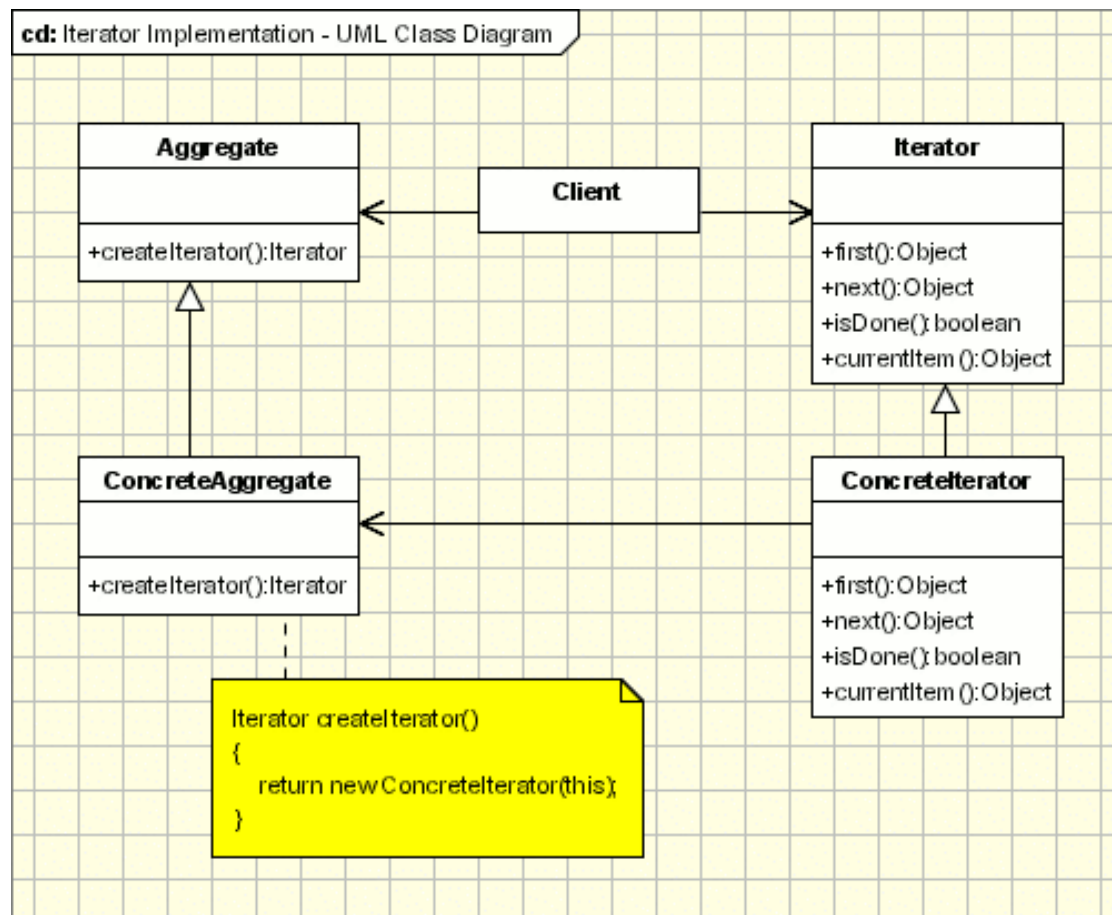 cd: Iterator Implementation - UML Class Diagram
Aggregate
+createIterator():Iterator
Client
Iterator
+first():Object
+next():Object
+isDone():boolean
+currentItem():Object
ConcreteAggregate
+createIterator():Iterator
ConcreteIterator
+first():Object
+next():Object
+isDone():boolean
+currentItem():Object
Iterator createIterator()
{
return new ConcreteIterator(this);
}